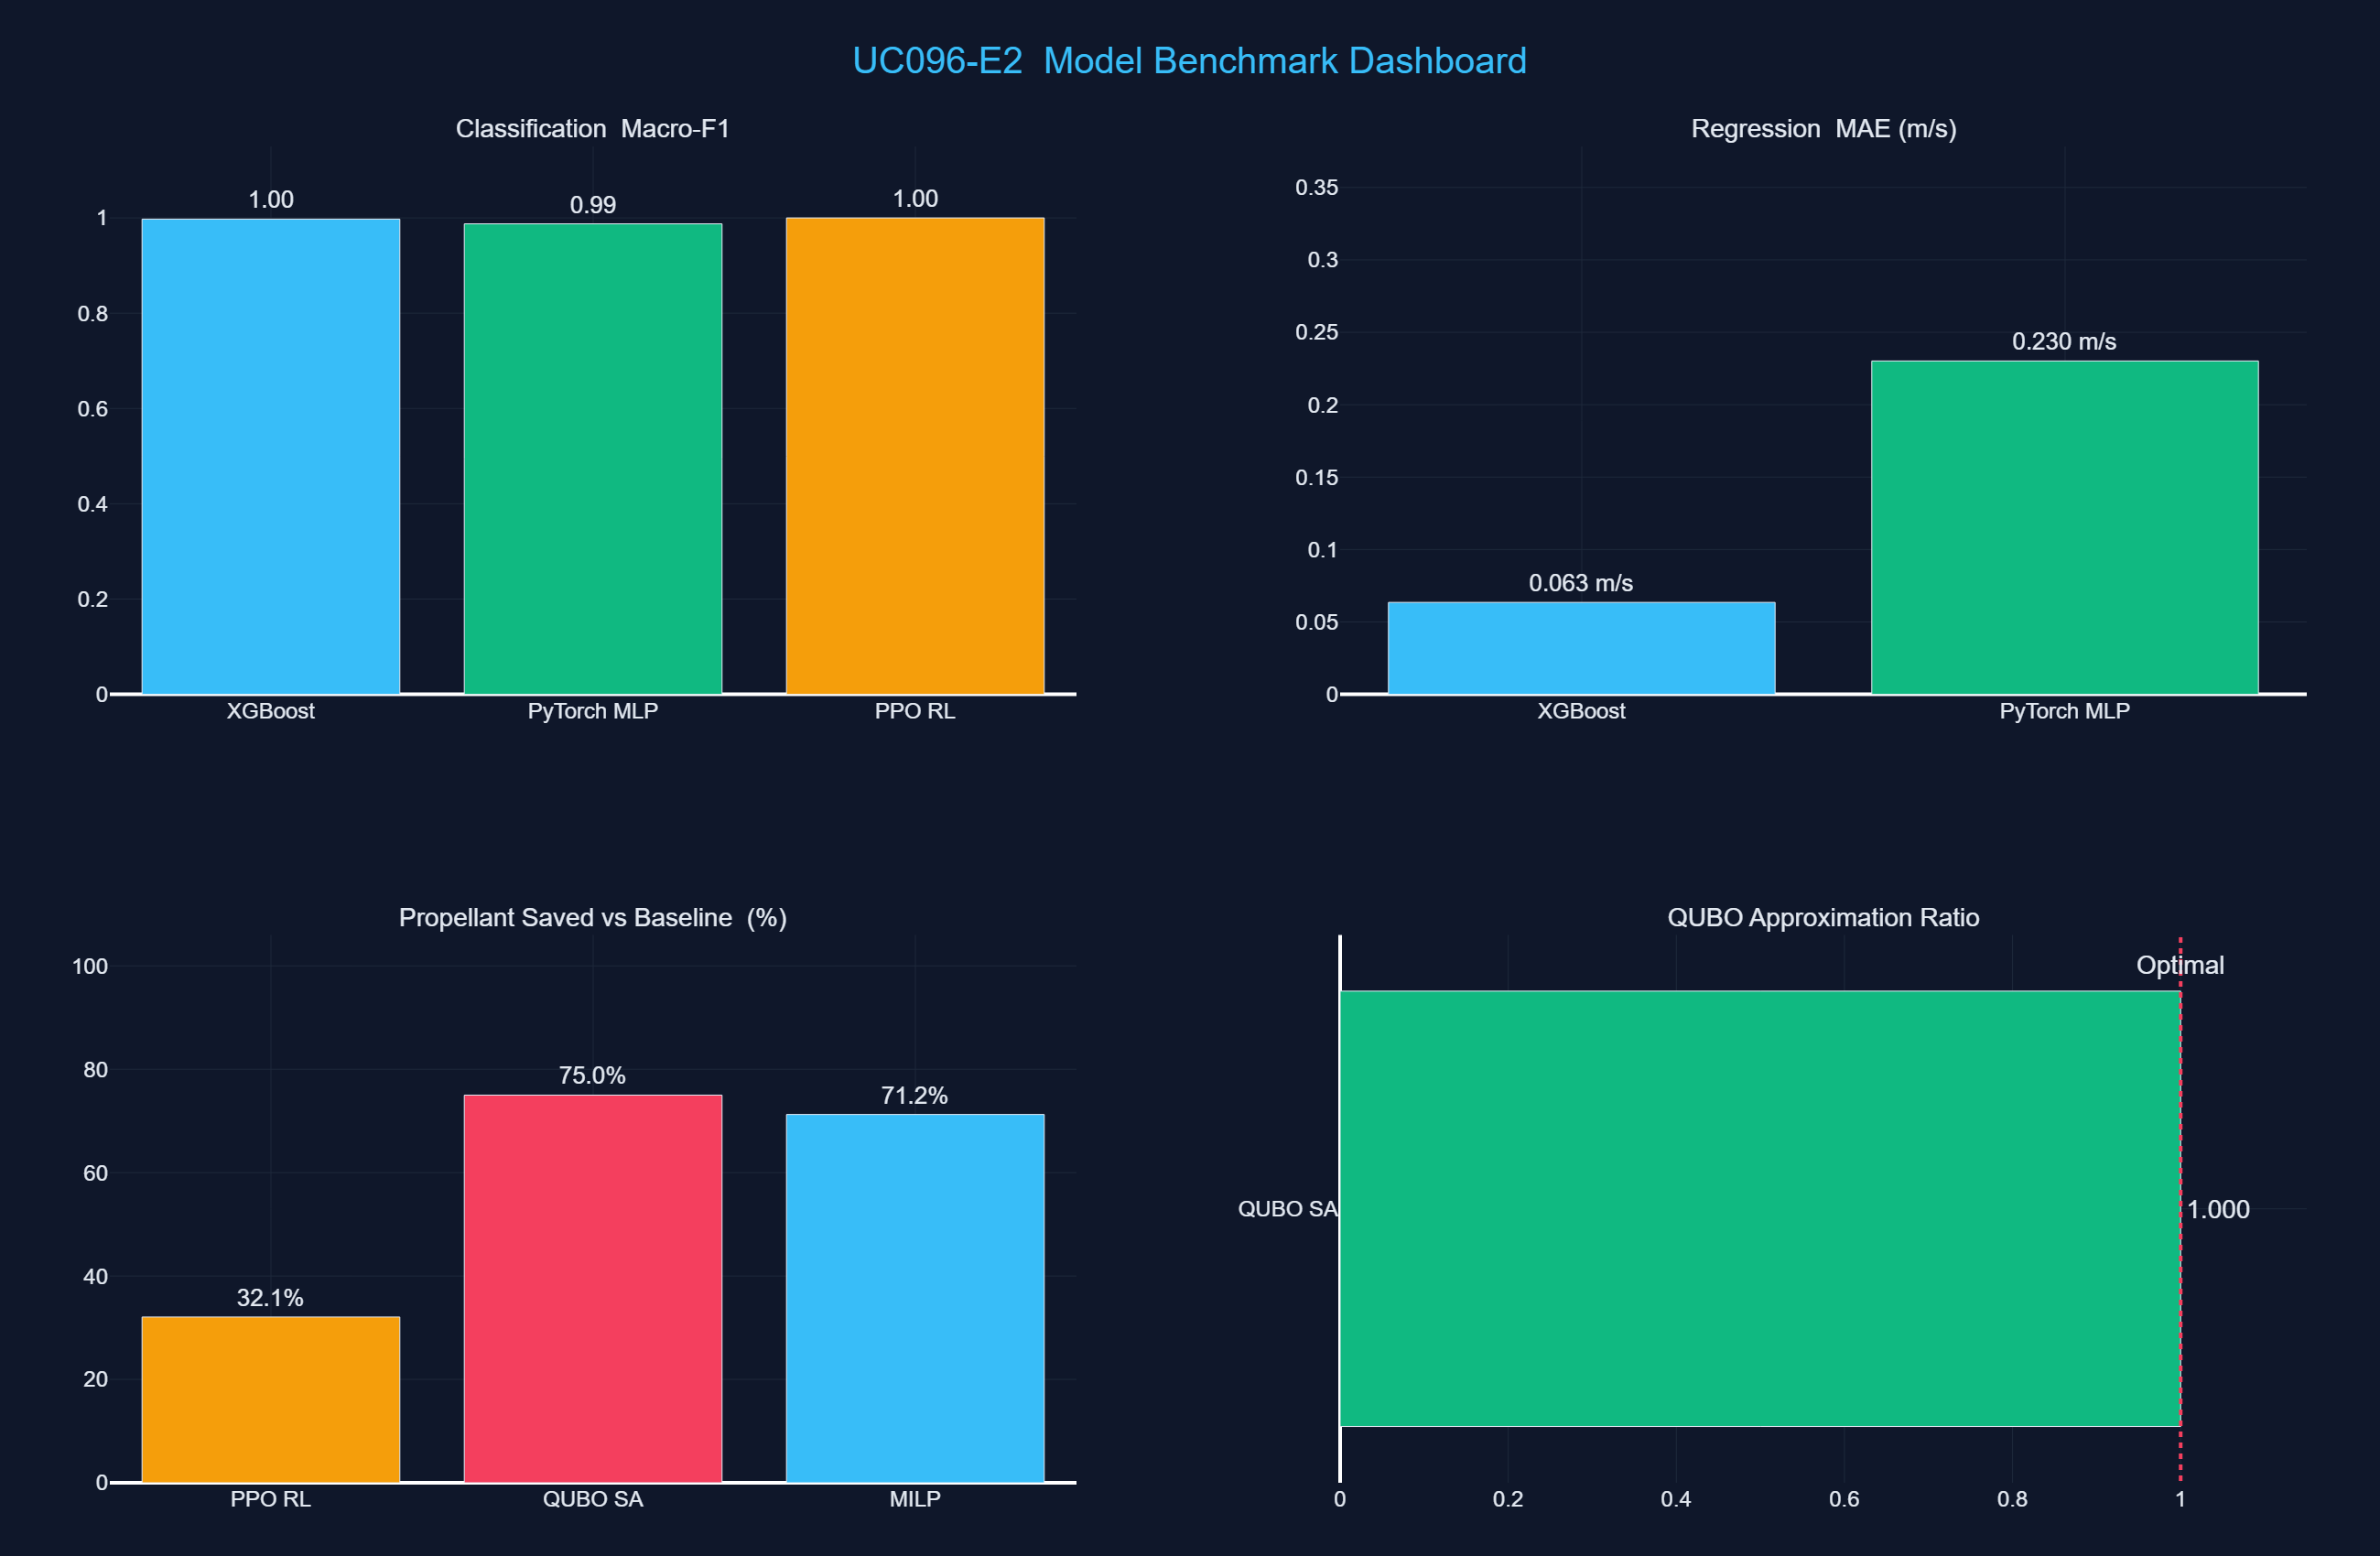 UC096-E2  Model Benchmark Dashboard
Classification  Macro-F1
1.00
0.99
1.00
1
0.8
0.6
0.4
0.2
0
XGBoost
PyTorch MLP
PPO RL
Regression  MAE (m/s)
0.35
0.3
0.25
0.2
0.15
0.1
0.05
0
0.063 m/s
0.230 m/s
XGBoost
PyTorch MLP
Propellant Saved vs Baseline  (%)
100
80
60
40
20
0
32.1%
75.0%
71.2%
PPO RL
QUBO SA
MILP
QUBO Approximation Ratio
Optimal
QUBO SA
1.000
0
0.2
0.4
0.6
0.8
1